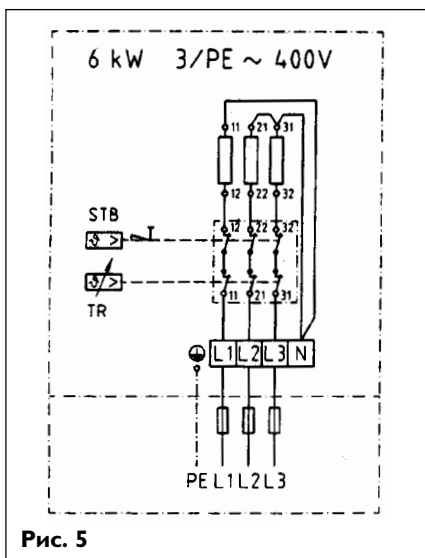 6 kW 3/PE ~ 400V
11 21 31
12 22 32
STB
12 22 32
ϑ >
ϑ >
TR
11 21 31
L1 L2 L3 N
PE L1 L2 L3
Рис. 5